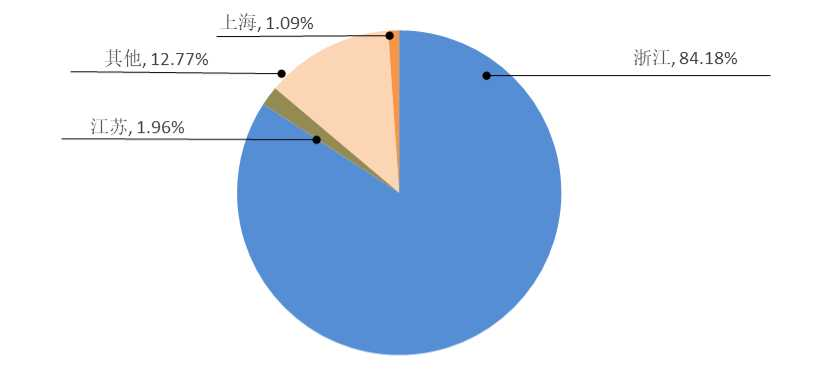 上海, 1.09%
其他, 12.77%
浙江, 84.18%
江苏, 1.96%